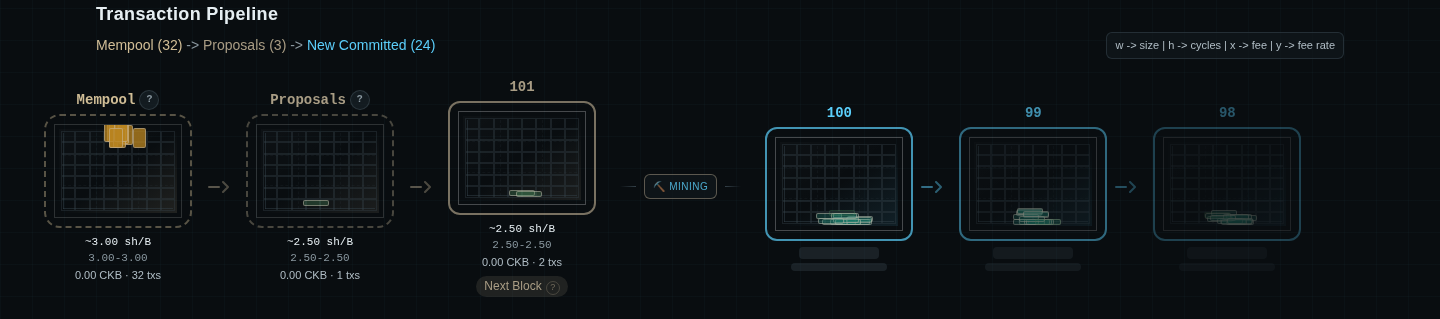 Transaction Pipeline
Mempool (32) -> Proposals (3) -> New Committed (24)
w -> size | h -> cycles | x -> fee | y -> fee rate
Mempool ?
~3.00 sh/B
3.00-3.00
0.00 CKB · 32 txs
Proposals ?
~2.50 sh/B
2.50-2.50
0.00 CKB · 1 txs
101
~2.50 sh/B
2.50-2.50
0.00 CKB · 2 txs
Next Block ?
MINING
100
99
98